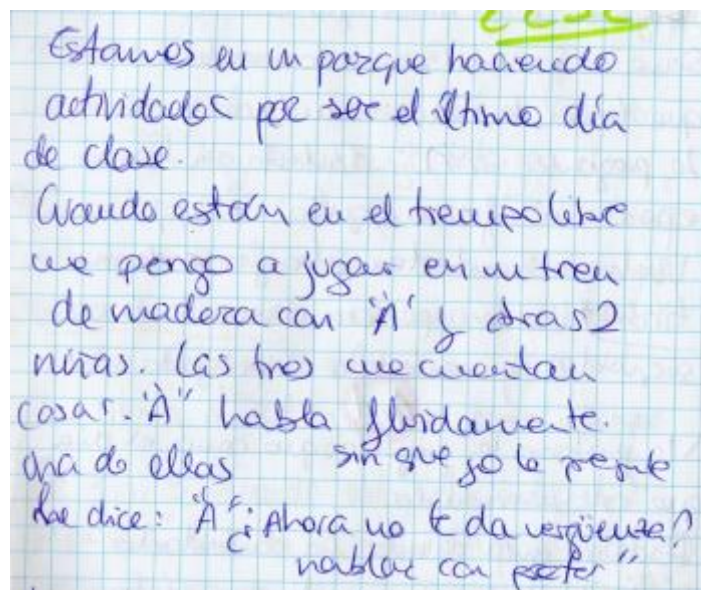 Estamos en un parque haciendo
actividades por ser el último día
de clase.
Cuando están en el tiempo libre
me pongo a jugar en un tren
de madera con "A" y otras 2
niñas. Las tres me cuentan
cosas. "A" habla fluidamente.
Una de ellas sin que yo le pregunte
le dice: "A" ¿Ahora no te da vergüenza?
hablar con profes"